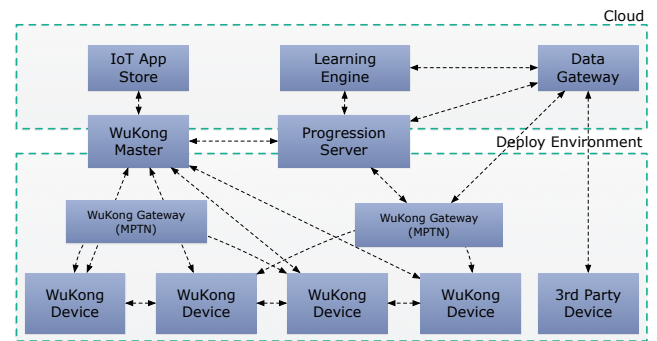 Cloud
IoT App
Store
Learning
Engine
Data
Gateway
WuKong
Master
Progression
Server
Deploy Environment
WuKong Gateway
(MPTN)
WuKong Gateway
(MPTN)
WuKong
Device
WuKong
Device
WuKong
Device
WuKong
Device
3rd Party
Device